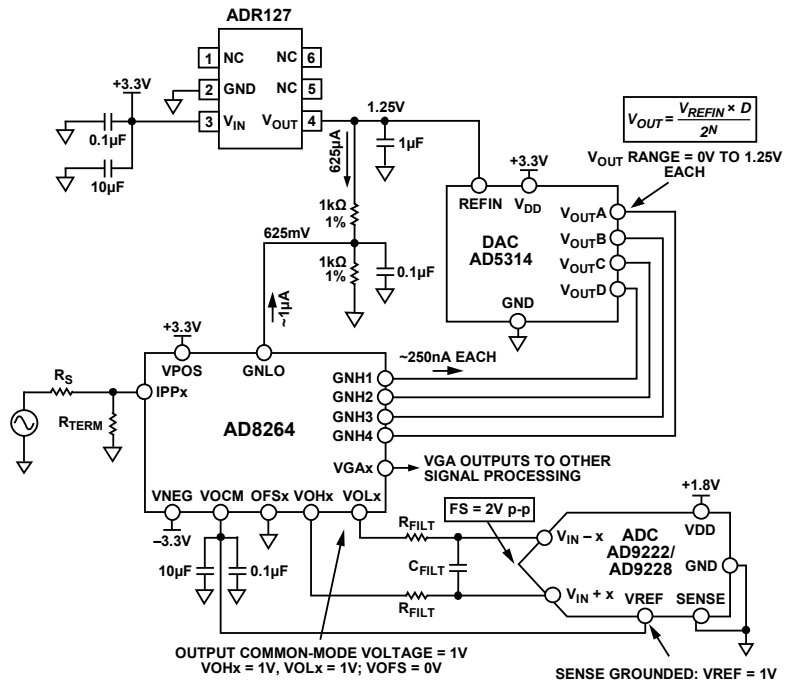 ADR127
1 NC
NC 6
2 GND
NC 5
3 VIN
VOUT 4
+3.3V
0.1µF
10µF
1.25V
1µF
625µA
1kΩ
1%
625mV
1kΩ
1%
0.1µF
~1µA
VOUT = VREFIN × D / 2^N
VOUT RANGE = 0V TO 1.25V
EACH
+3.3V
REFIN
VDD
DAC
AD5314
VOUTA
VOUTB
VOUTC
VOUTD
GND
+3.3V
VPOS
GNLO
~250nA EACH
RS
IPPx
RTERM
AD8264
GNH1
GNH2
GNH3
GNH4
VGAx
VGA OUTPUTS TO OTHER
SIGNAL PROCESSING
VNEG VOCM OFSx VOHx VOLx
–3.3V
10µF
0.1µF
RFILT
CFILT
RFILT
FS = 2V p-p
+1.8V
VDD
ADC
AD9222/
AD9228
VIN – x
VIN + x
GND
VREF
SENSE
OUTPUT COMMON-MODE VOLTAGE = 1V
VOHx = 1V, VOLx = 1V; VOFS = 0V
SENSE GROUNDED: VREF = 1V